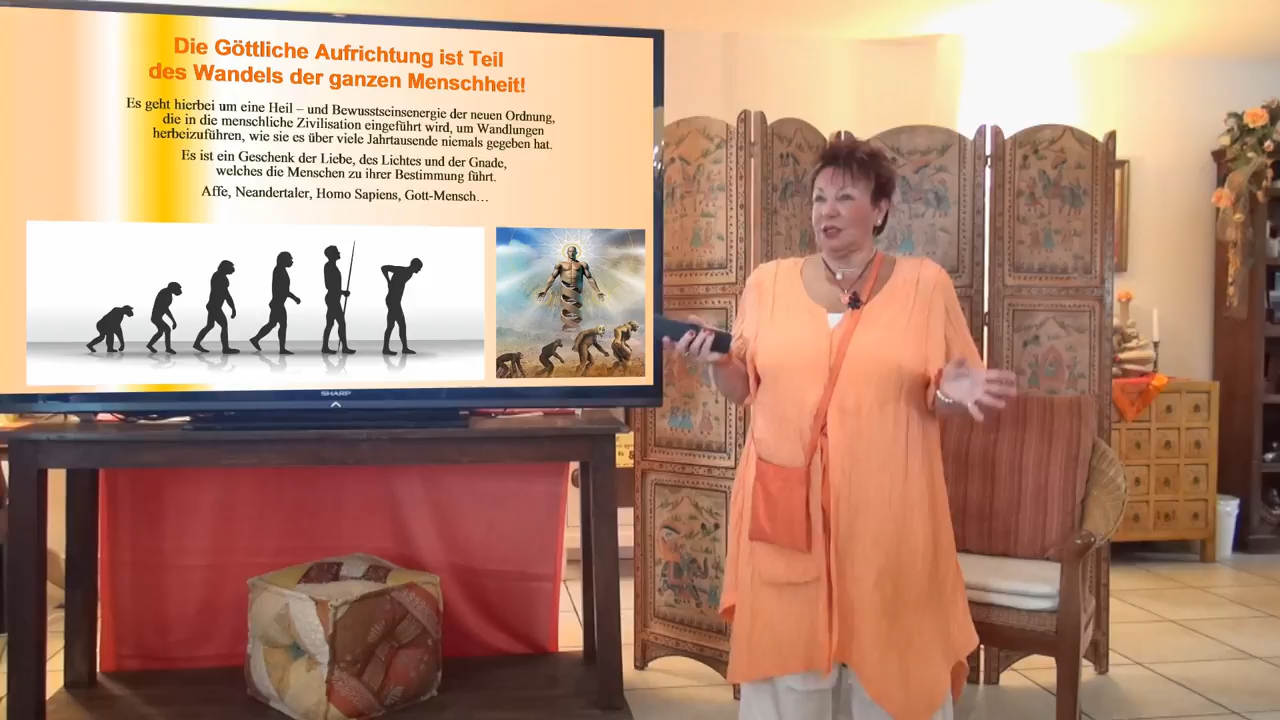 Die Göttliche Aufrichtung ist Teil
des Wandels der ganzen Menschheit!
Es geht hierbei um eine Heil – und Bewusstseinsenergie der neuen Ordnung,
die in die menschliche Zivilisation eingeführt wird, um Wandlungen
herbeizuführen, wie sie es über viele Jahrtausende niemals gegeben hat.
Es ist ein Geschenk der Liebe, des Lichtes und der Gnade,
welches die Menschen zu ihrer Bestimmung führt.
Affe, Neandertaler, Homo Sapiens, Gott-Mensch…
SHARP